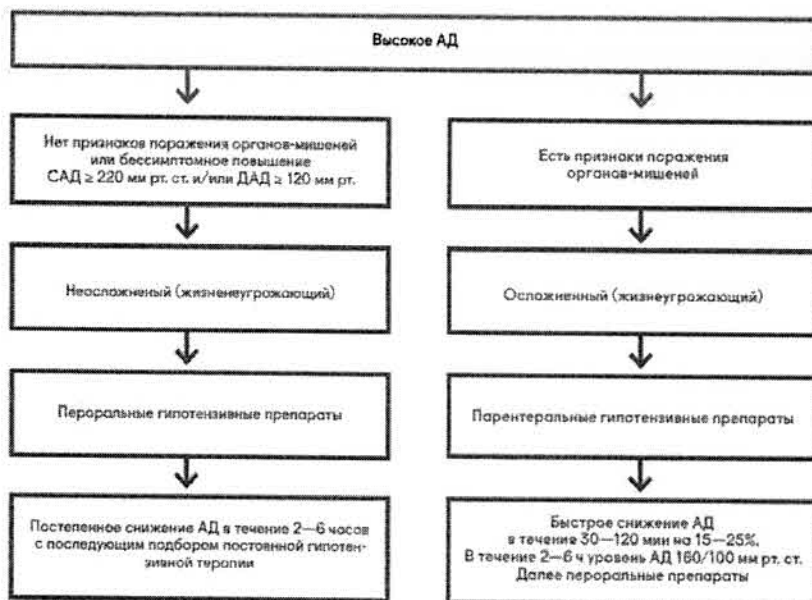 Высокое АД
Нет признаков поражения органов-мишеней
или бессимптомное повышение
САД ≥ 220 мм рт. ст. и/или ДАД ≥ 120 мм рт.
Есть признаки поражения
органов-мишеней
Неосложненый (жизненеугрожающий)
Осложненный (жизнеугрожающий)
Пероральные гипотензивные препараты
Парентеральные гипотензивные препараты
Постепенное снижение АД в течение 2—6 часов
с последующим подбором постоянной гипотен-
зивной терапии
Быстрое снижение АД
в течение 30—120 мин на 15—25%.
В течение 2—6 ч уровень АД 160/100 мм рт. ст.
Далее пероральные препараты